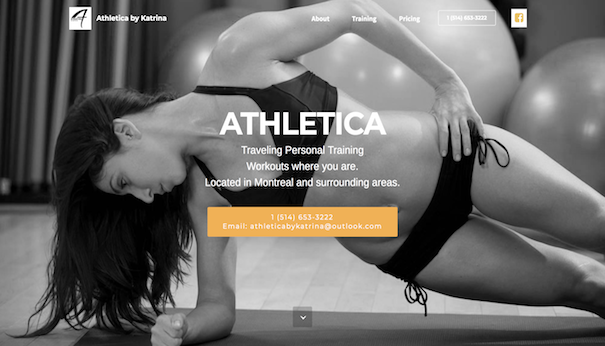 Athletica by Katrina
About
Training
Pricing
1 (514) 653-3222
ATHLETICA
Traveling Personal Training
Workouts where you are.
Located in Montreal and surrounding areas.
1 (514) 653-3222
Email: athleticabykatrina@outlook.com